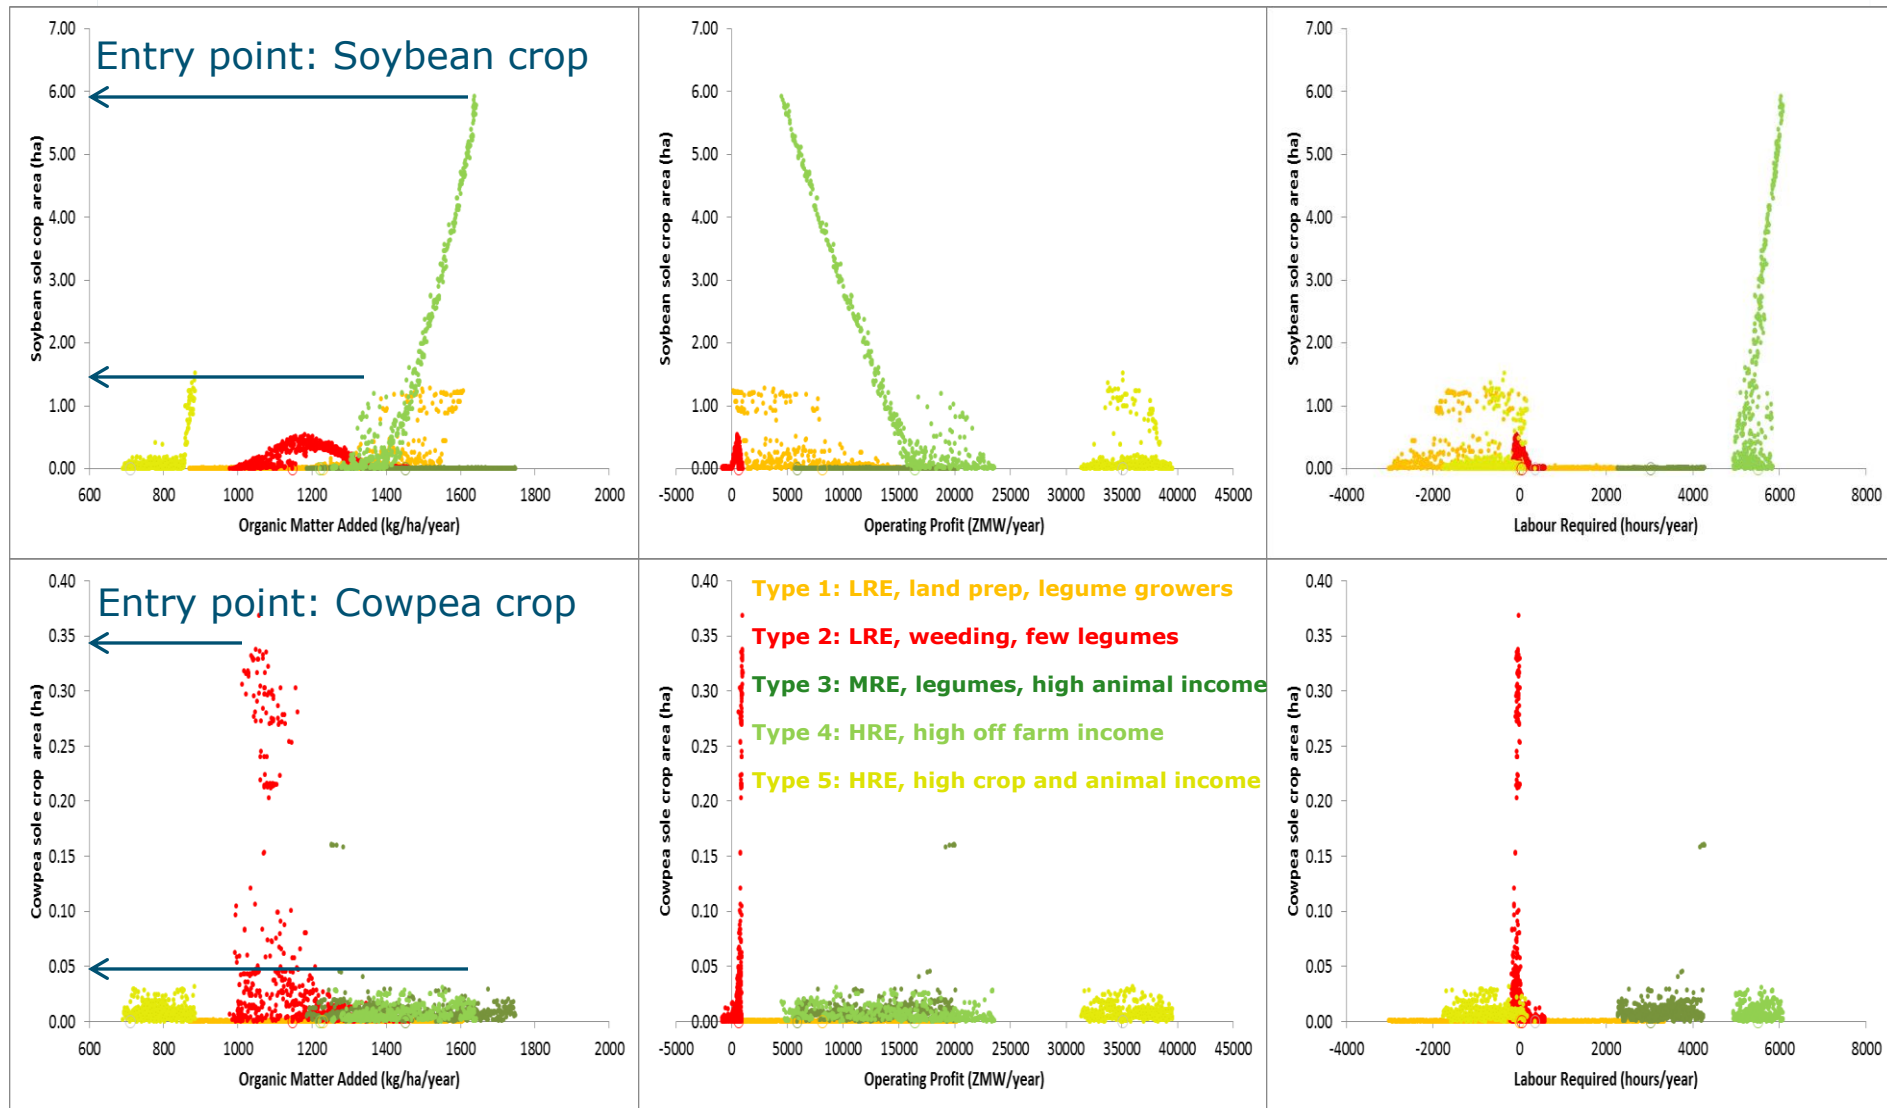 Entry point: Soybean crop
7.00
6.00
5.00
4.00
3.00
2.00
1.00
0.00
Soybean sole cop area (ha)
600 800 1000 1200 1400 1600 1800 2000
Organic Matter Added (kg/ha/year)
7.00
6.00
5.00
4.00
3.00
2.00
1.00
0.00
Soybean sole crop area (ha)
-5000 0 5000 10000 15000 20000 25000 30000 35000 40000 45000
Operating Profit (ZMW/year)
7.00
6.00
5.00
4.00
3.00
2.00
1.00
0.00
Soybean sole crop area (ha)
-4000 -2000 0 2000 4000 6000 8000
Labour Required (hours/year)
Entry point: Cowpea crop
0.40
0.35
0.30
0.25
0.20
0.15
0.10
0.05
0.00
Cowpea sole crop area (ha)
600 800 1000 1200 1400 1600 1800 2000
Organic Matter Added (kg/ha/year)
0.40
0.35
0.30
0.25
0.20
0.15
0.10
0.05
0.00
Cowpea sole crop area (ha)
Type 1: LRE, land prep, legume growers
Type 2: LRE, weeding, few legumes
Type 3: MRE, legumes, high animal income
Type 4: HRE, high off farm income
Type 5: HRE, high crop and animal income
-5000 0 5000 10000 15000 20000 25000 30000 35000 40000 45000
Operating Profit (ZMW/year)
0.40
0.35
0.30
0.25
0.20
0.15
0.10
0.05
0.00
Cowpea sole crop area (ha)
-4000 -2000 0 2000 4000 6000 8000
Labour Required (hours/year)